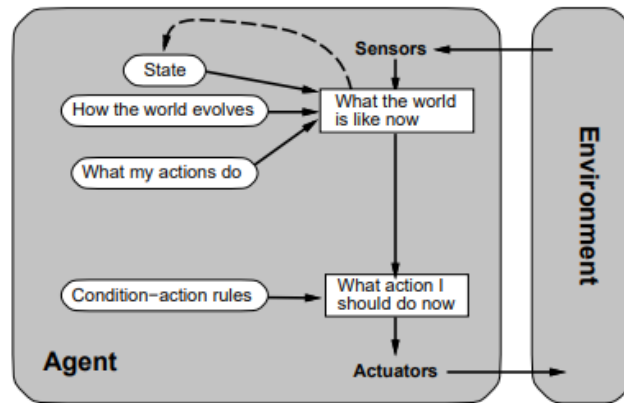 Sensors
State
How the world evolves
What the world
is like now
What my actions do
Condition−action rules
What action I
should do now
Agent
Actuators
Environment